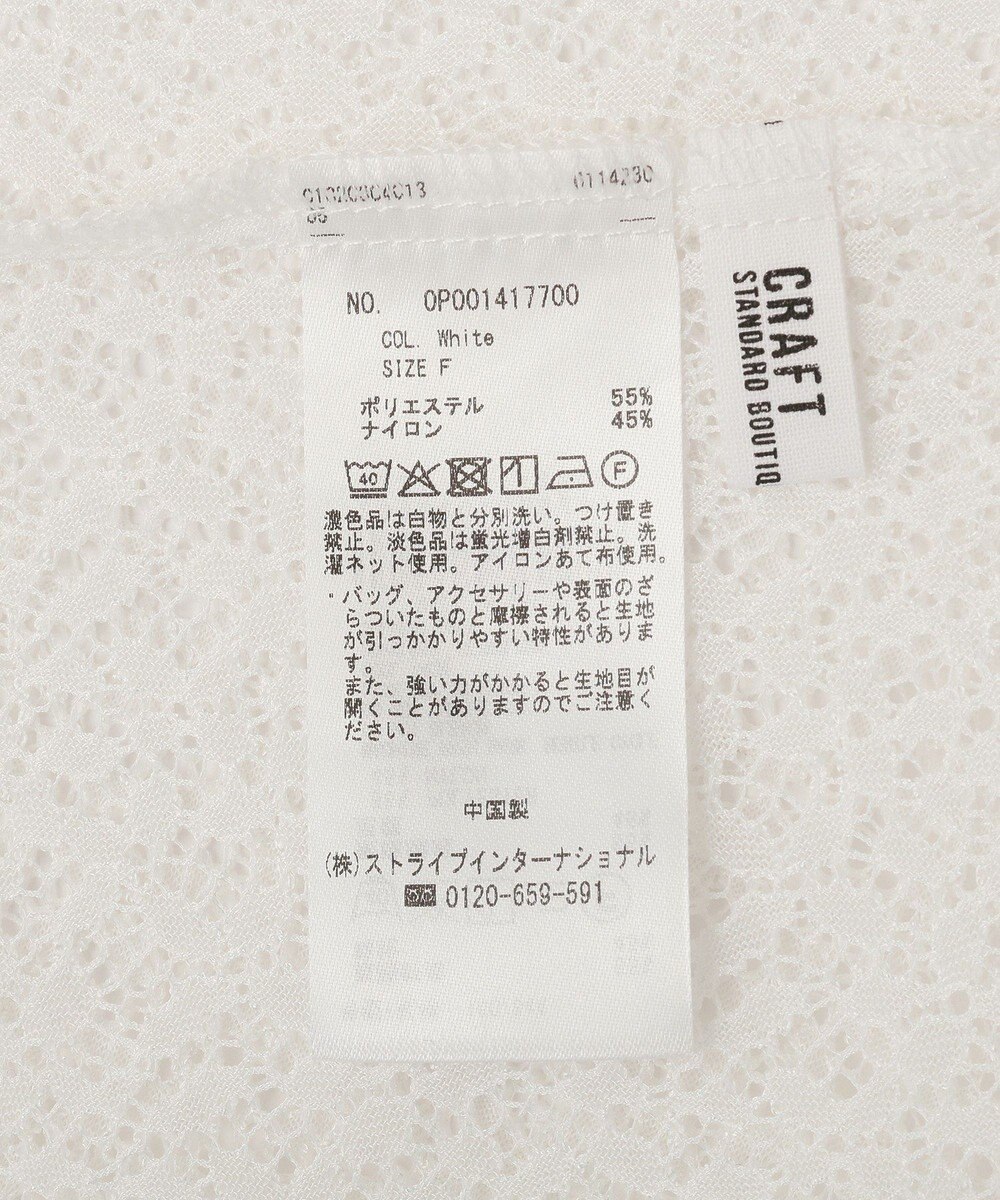 0114230
NO. OP001417700
COL. White
SIZE F
ポリエステル 55%
ナイロン 45%
40
F
濃色品は白物と分別洗い。つけ置き
禁止。淡色品は蛍光増白剤禁止。洗
濯ネット使用。アイロンあて布使用。
・バッグ、アクセサリーや表面のざ
らついたものと摩擦されると生地
が引っかかりやすい特性がありま
す。
また、強い力がかかると生地目が
開くことがありますのでご注意く
ださい。
中国製
(株)ストライプインターナショナル
0120-659-591
CRAFT
STANDARD BOUTIQ